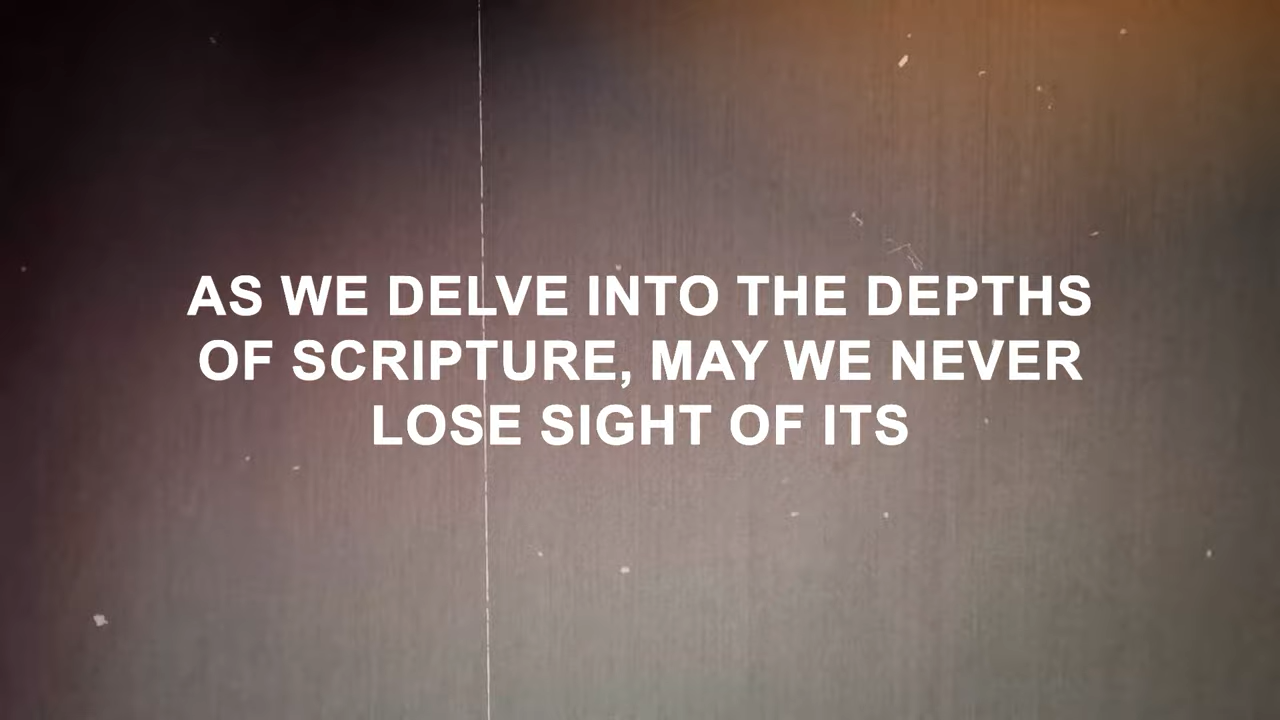 AS WE DELVE INTO THE DEPTHS
OF SCRIPTURE, MAY WE NEVER
LOSE SIGHT OF ITS